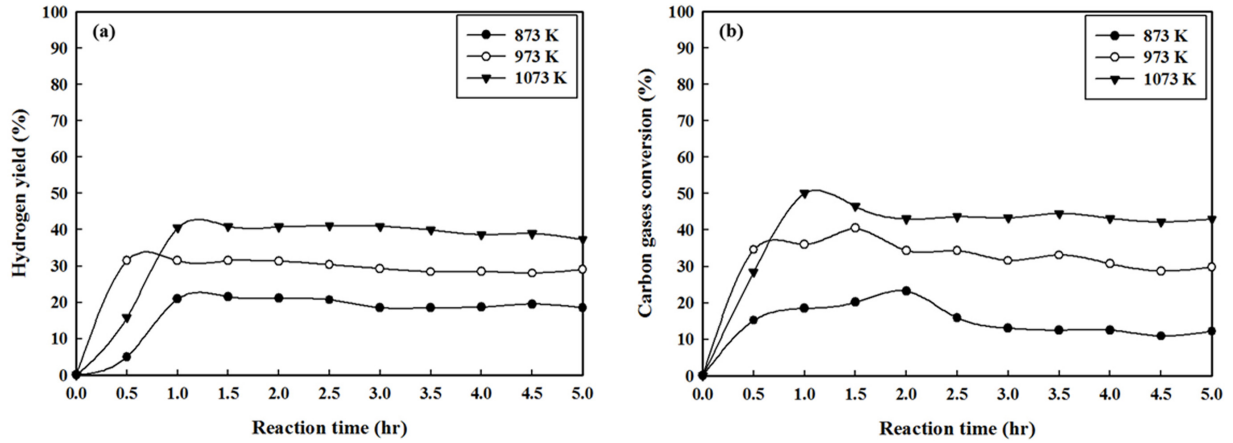 (a)
873 K
973 K
1073 K
Hydrogen yield (%)
100
90
80
70
60
50
40
30
20
10
0
0.0 0.5 1.0 1.5 2.0 2.5 3.0 3.5 4.0 4.5 5.0
Reaction time (hr)
(b)
873 K
973 K
1073 K
Carbon gases conversion (%)
100
90
80
70
60
50
40
30
20
10
0
0.0 0.5 1.0 1.5 2.0 2.5 3.0 3.5 4.0 4.5 5.0
Reaction time (hr)